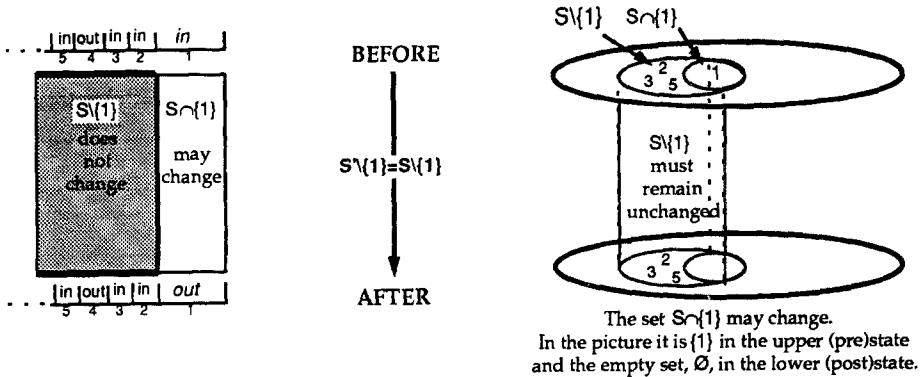 in out in in in
5 4 3 2 1
S\{1}
does
not
change
S∩{1}
may
change
in out in in out
5 4 3 2 1
BEFORE
S'\{1}=S\{1}
AFTER
S\{1} S∩{1}
3 2 5 1
S\{1}
must
remain
unchanged
3 2 5
The set S∩{1} may change.
In the picture it is {1} in the upper (pre)state
and the empty set, Ø, in the lower (post)state.